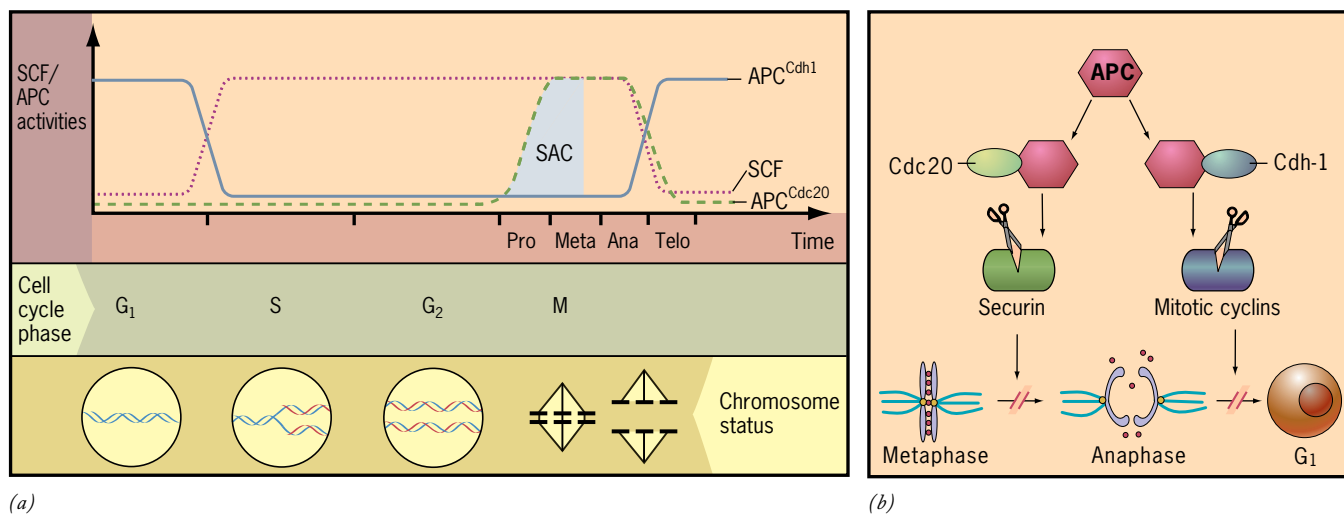 SCF/
APC
activities
APC^Cdh1
SAC
SCF
APC^Cdc20
Pro Meta Ana Telo Time
Cell
cycle
phase
G₁ S G₂ M
Chromosome
status
(a)
APC
Cdc20 Cdh-1
Securin Mitotic cyclins
Metaphase Anaphase G₁
(b)